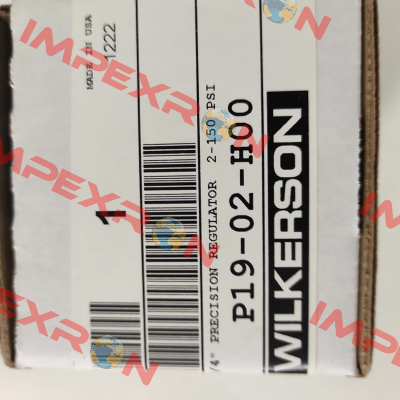 MADE IN USA
1222
1
/4" PRECISION REGULATOR 2-150 PSI
P19-02-H00
WILKERSON
IMPEXRON
IMPEXRON
IMPEXRON